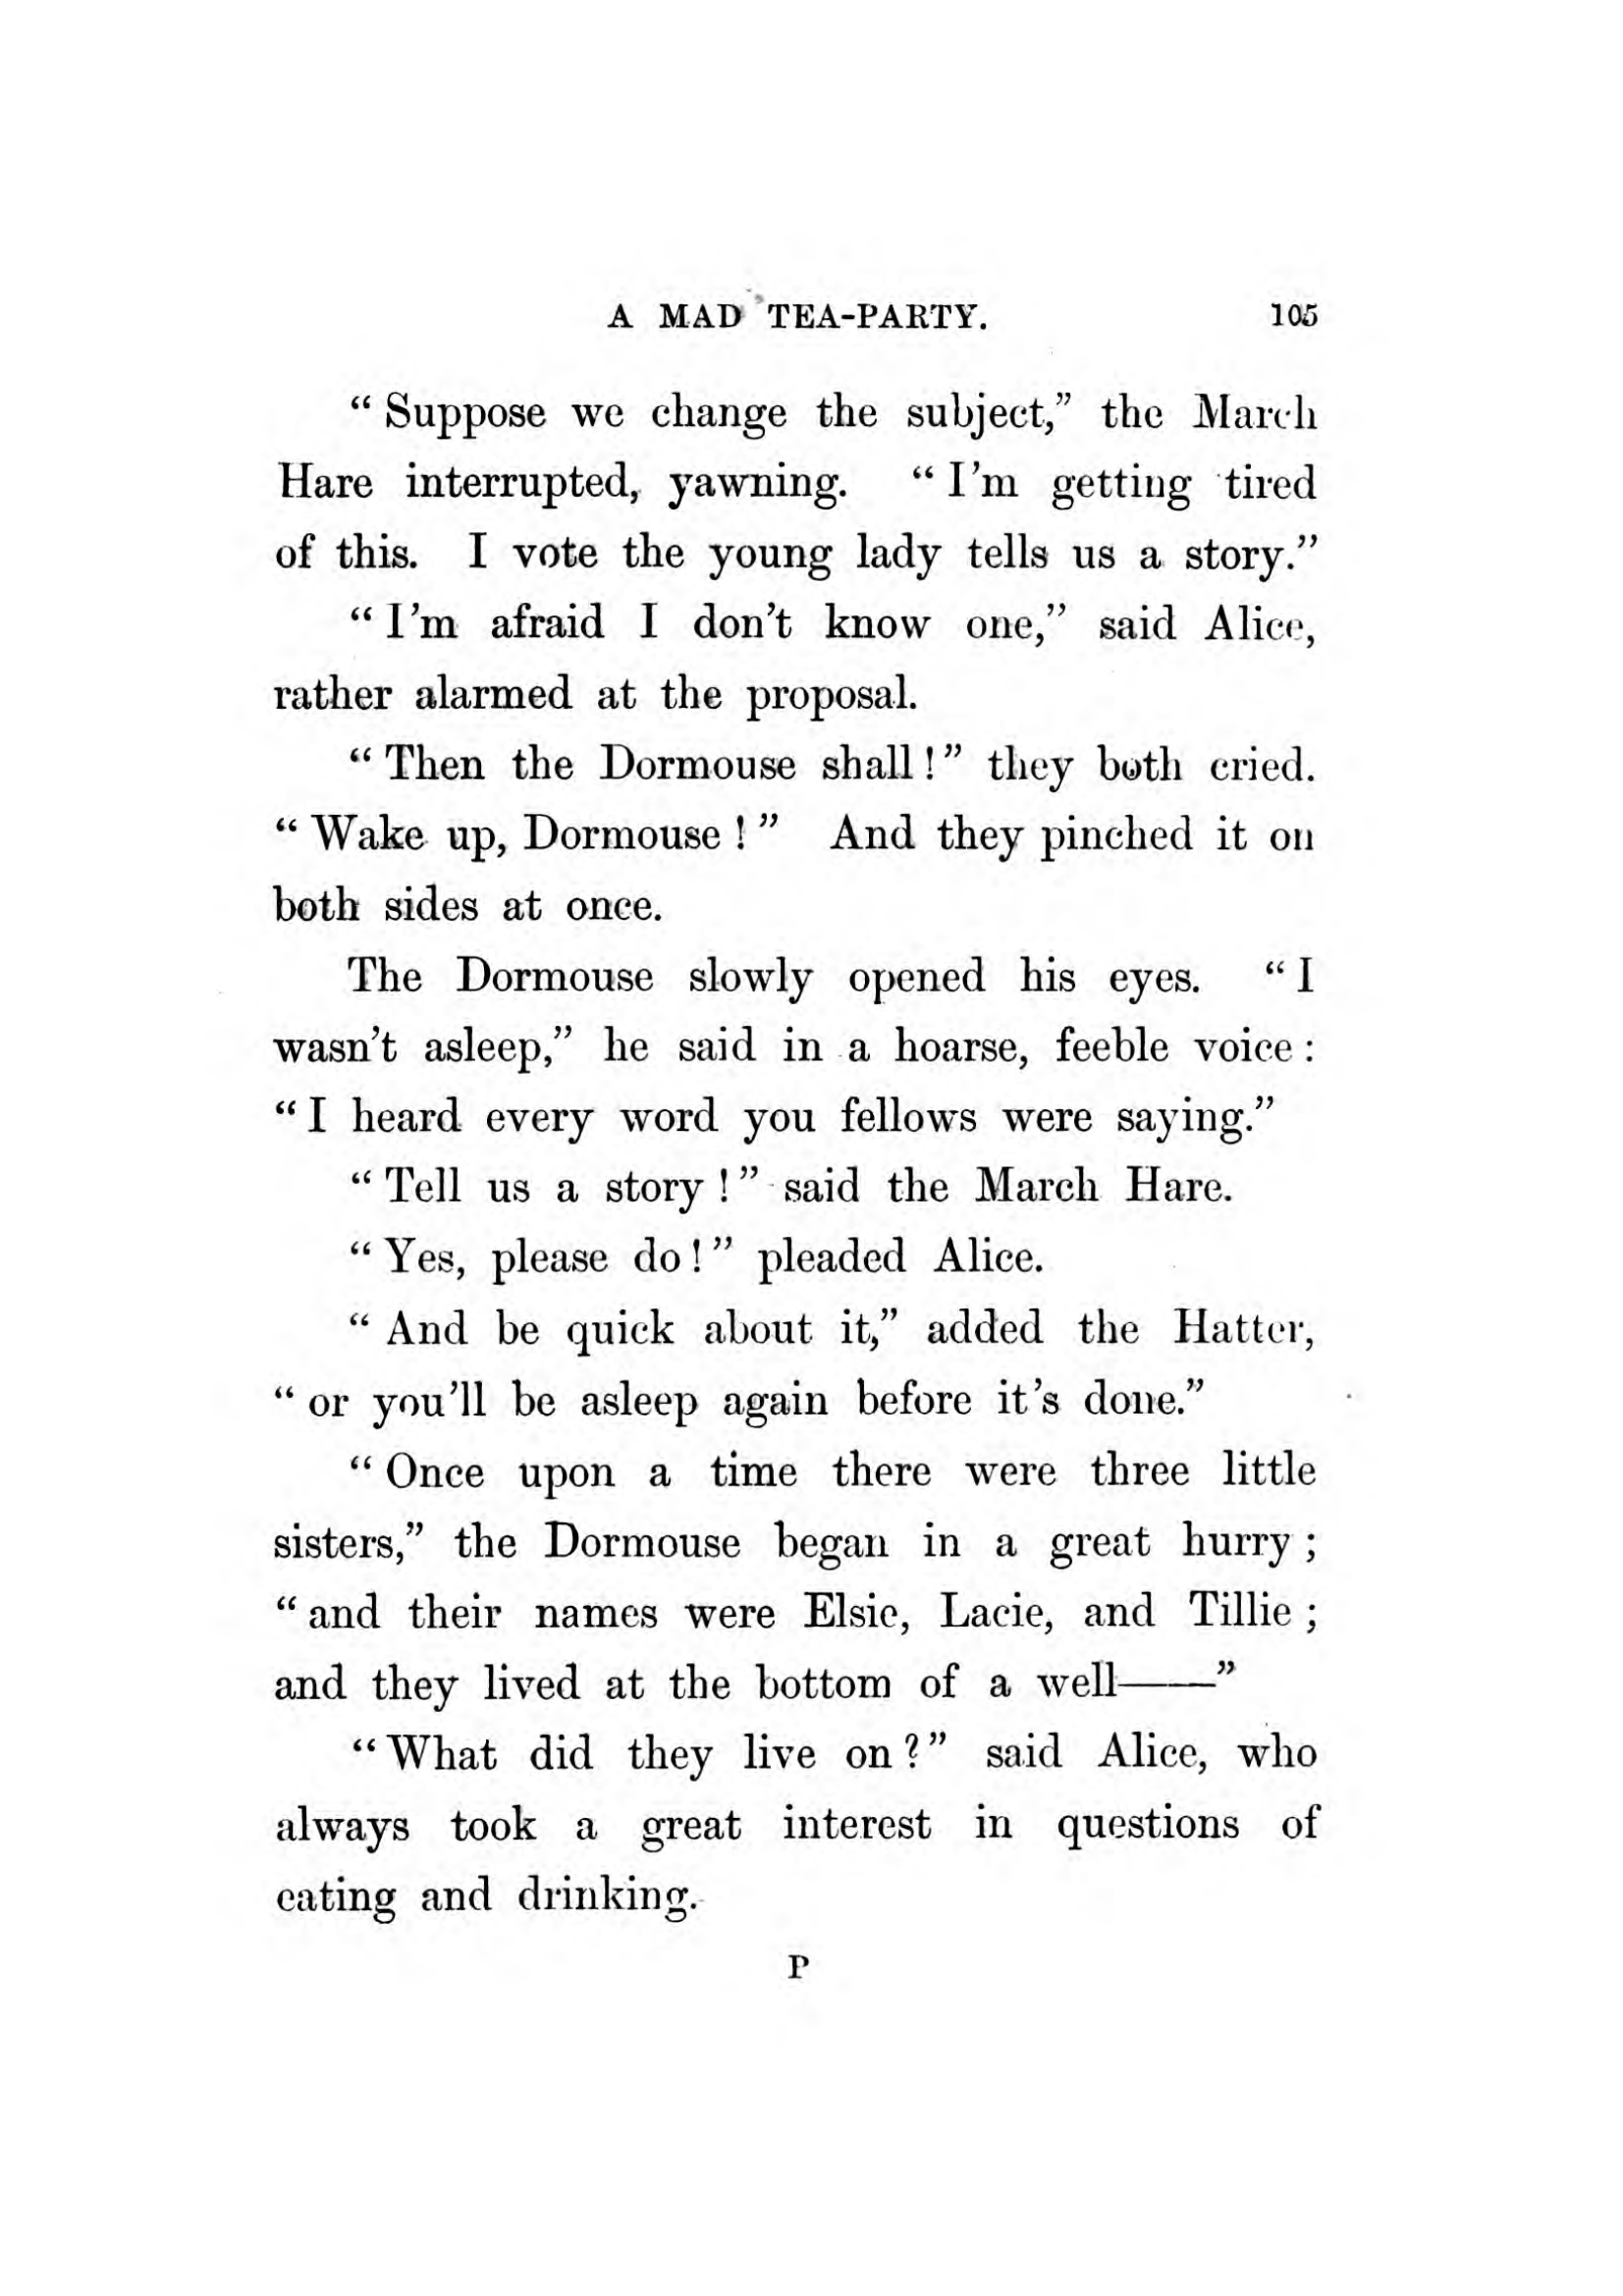 A MAD TEA-PARTY. 105
“Suppose we change the subject,” the March
Hare interrupted, yawning. “I'm getting tired
of this. I vote the young lady tells us a story.”
“I'm afraid I don't know one,” said Alice,
rather alarmed at the proposal.
“Then the Dormouse shall!” they both cried.
“Wake up, Dormouse!” And they pinched it on
both sides at once.
The Dormouse slowly opened his eyes. “I
wasn't asleep,” he said in a hoarse, feeble voice:
“I heard every word you fellows were saying.”
“Tell us a story!” said the March Hare.
“Yes, please do!” pleaded Alice.
“And be quick about it,” added the Hatter,
“or you'll be asleep again before it's done.”
“Once upon a time there were three little
sisters,” the Dormouse began in a great hurry;
“and their names were Elsie, Lacie, and Tillie;
and they lived at the bottom of a well——”
“What did they live on?” said Alice, who
always took a great interest in questions of
eating and drinking.
P